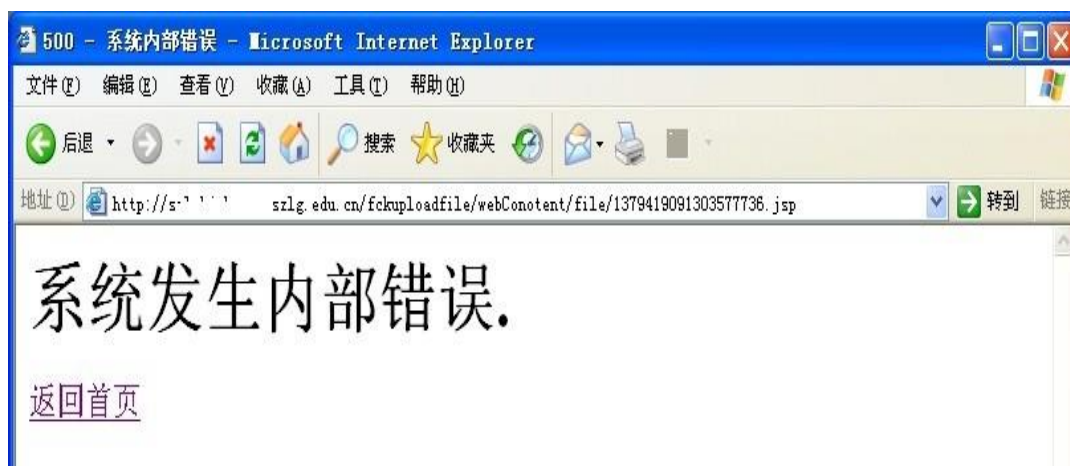 500 - 系统内部错误 - Microsoft Internet Explorer
文件(F) 编辑(E) 查看(V) 收藏(A) 工具(T) 帮助(H)
后退 搜索 收藏夹
地址(D) http://s szlg.edu.cn/fckuploadfile/webConotent/file/1379419091303577736.jsp 转到 链接
系统发生内部错误.
返回首页